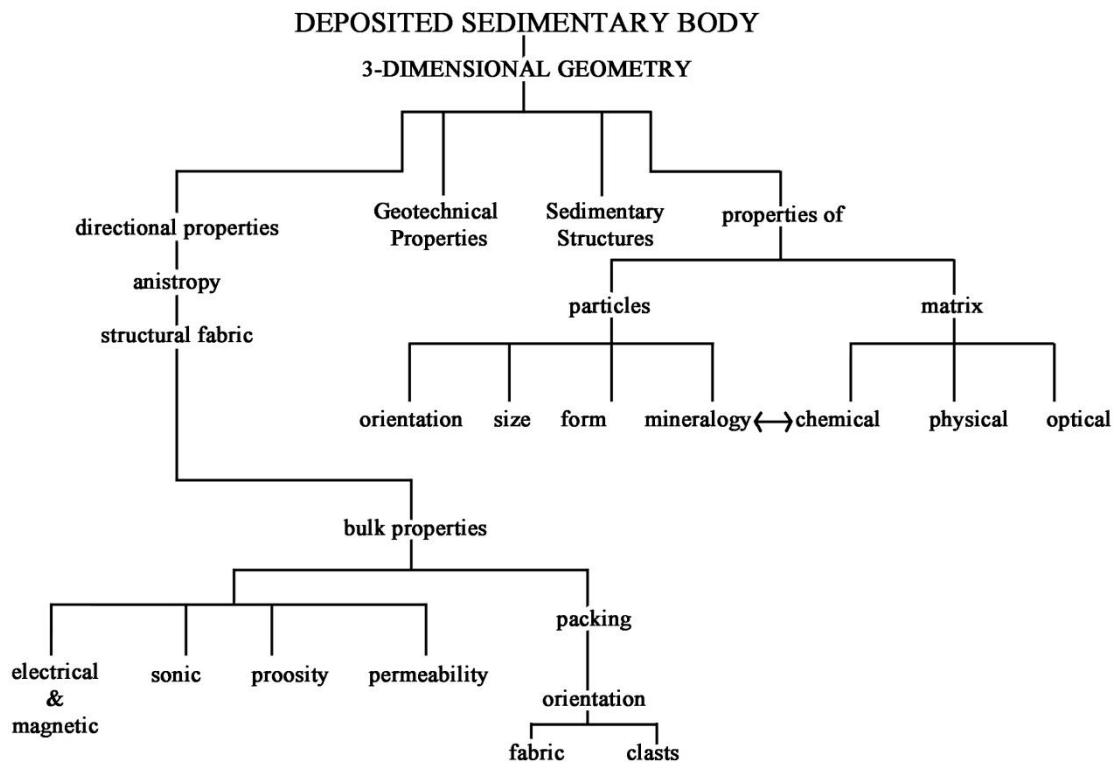 DEPOSITED SEDIMENTARY BODY
3-DIMENSIONAL GEOMETRY
directional properties
Geotechnical
Properties
Sedimentary
Structures
properties of
anistropy
structural fabric
particles
matrix
orientation
size
form
mineralogy
chemical
physical
optical
bulk properties
packing
electrical
&
magnetic
sonic
proosity
permeability
orientation
fabric
clasts